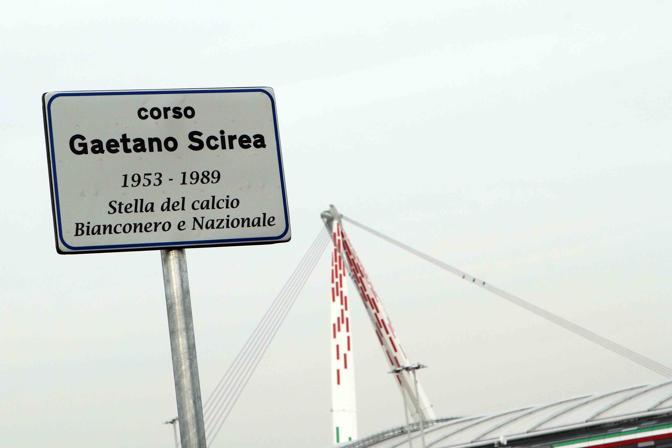 corso
Gaetano Scirea
1953 - 1989
Stella del calcio
Bianconero e Nazionale